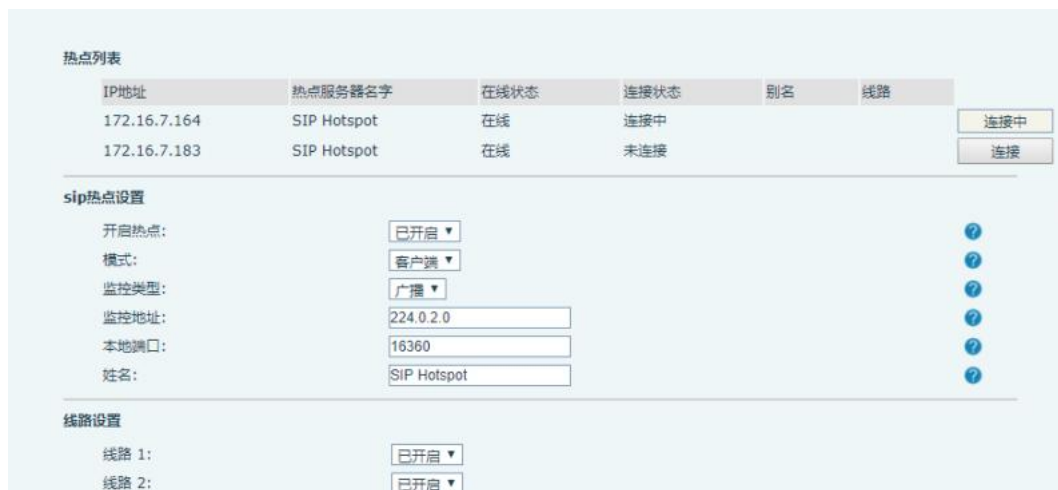 热点列表
IP地址 热点服务器名字 在线状态 连接状态 别名 线路
172.16.7.164 SIP Hotspot 在线 连接中 连接中
172.16.7.183 SIP Hotspot 在线 未连接 连接
sip热点设置
开启热点: 已开启
模式: 客户端
监控类型: 广播
监控地址: 224.0.2.0
本地端口: 16360
姓名: SIP Hotspot
线路设置
线路 1: 已开启
线路 2: 已开启